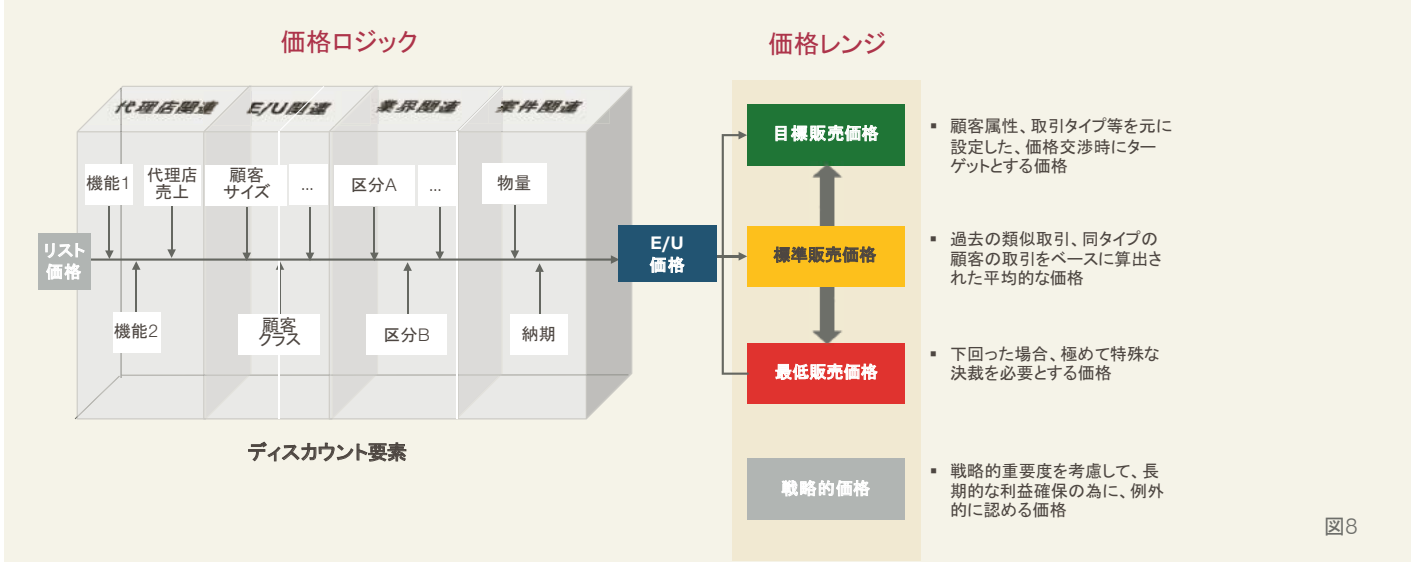 価格ロジック
価格レンジ
代理店関連
E/U関連
業界関連
案件関連
機能1
代理店
売上
顧客
サイズ
...
区分A
...
物量
リスト
価格
機能2
顧客
クラス
区分B
納期
ディスカウント要素
E/U
価格
目標販売価格
▪ 顧客属性、取引タイプ等を元に
設定した、価格交渉時にター
ゲットとする価格
標準販売価格
▪ 過去の類似取引、同タイプの
顧客の取引をベースに算出さ
れた平均的な価格
最低販売価格
▪ 下回った場合、極めて特殊な
決裁を必要とする価格
戦略的価格
▪ 戦略的重要度を考慮して、長
期的な利益確保の為に、例外
的に認める価格
図8